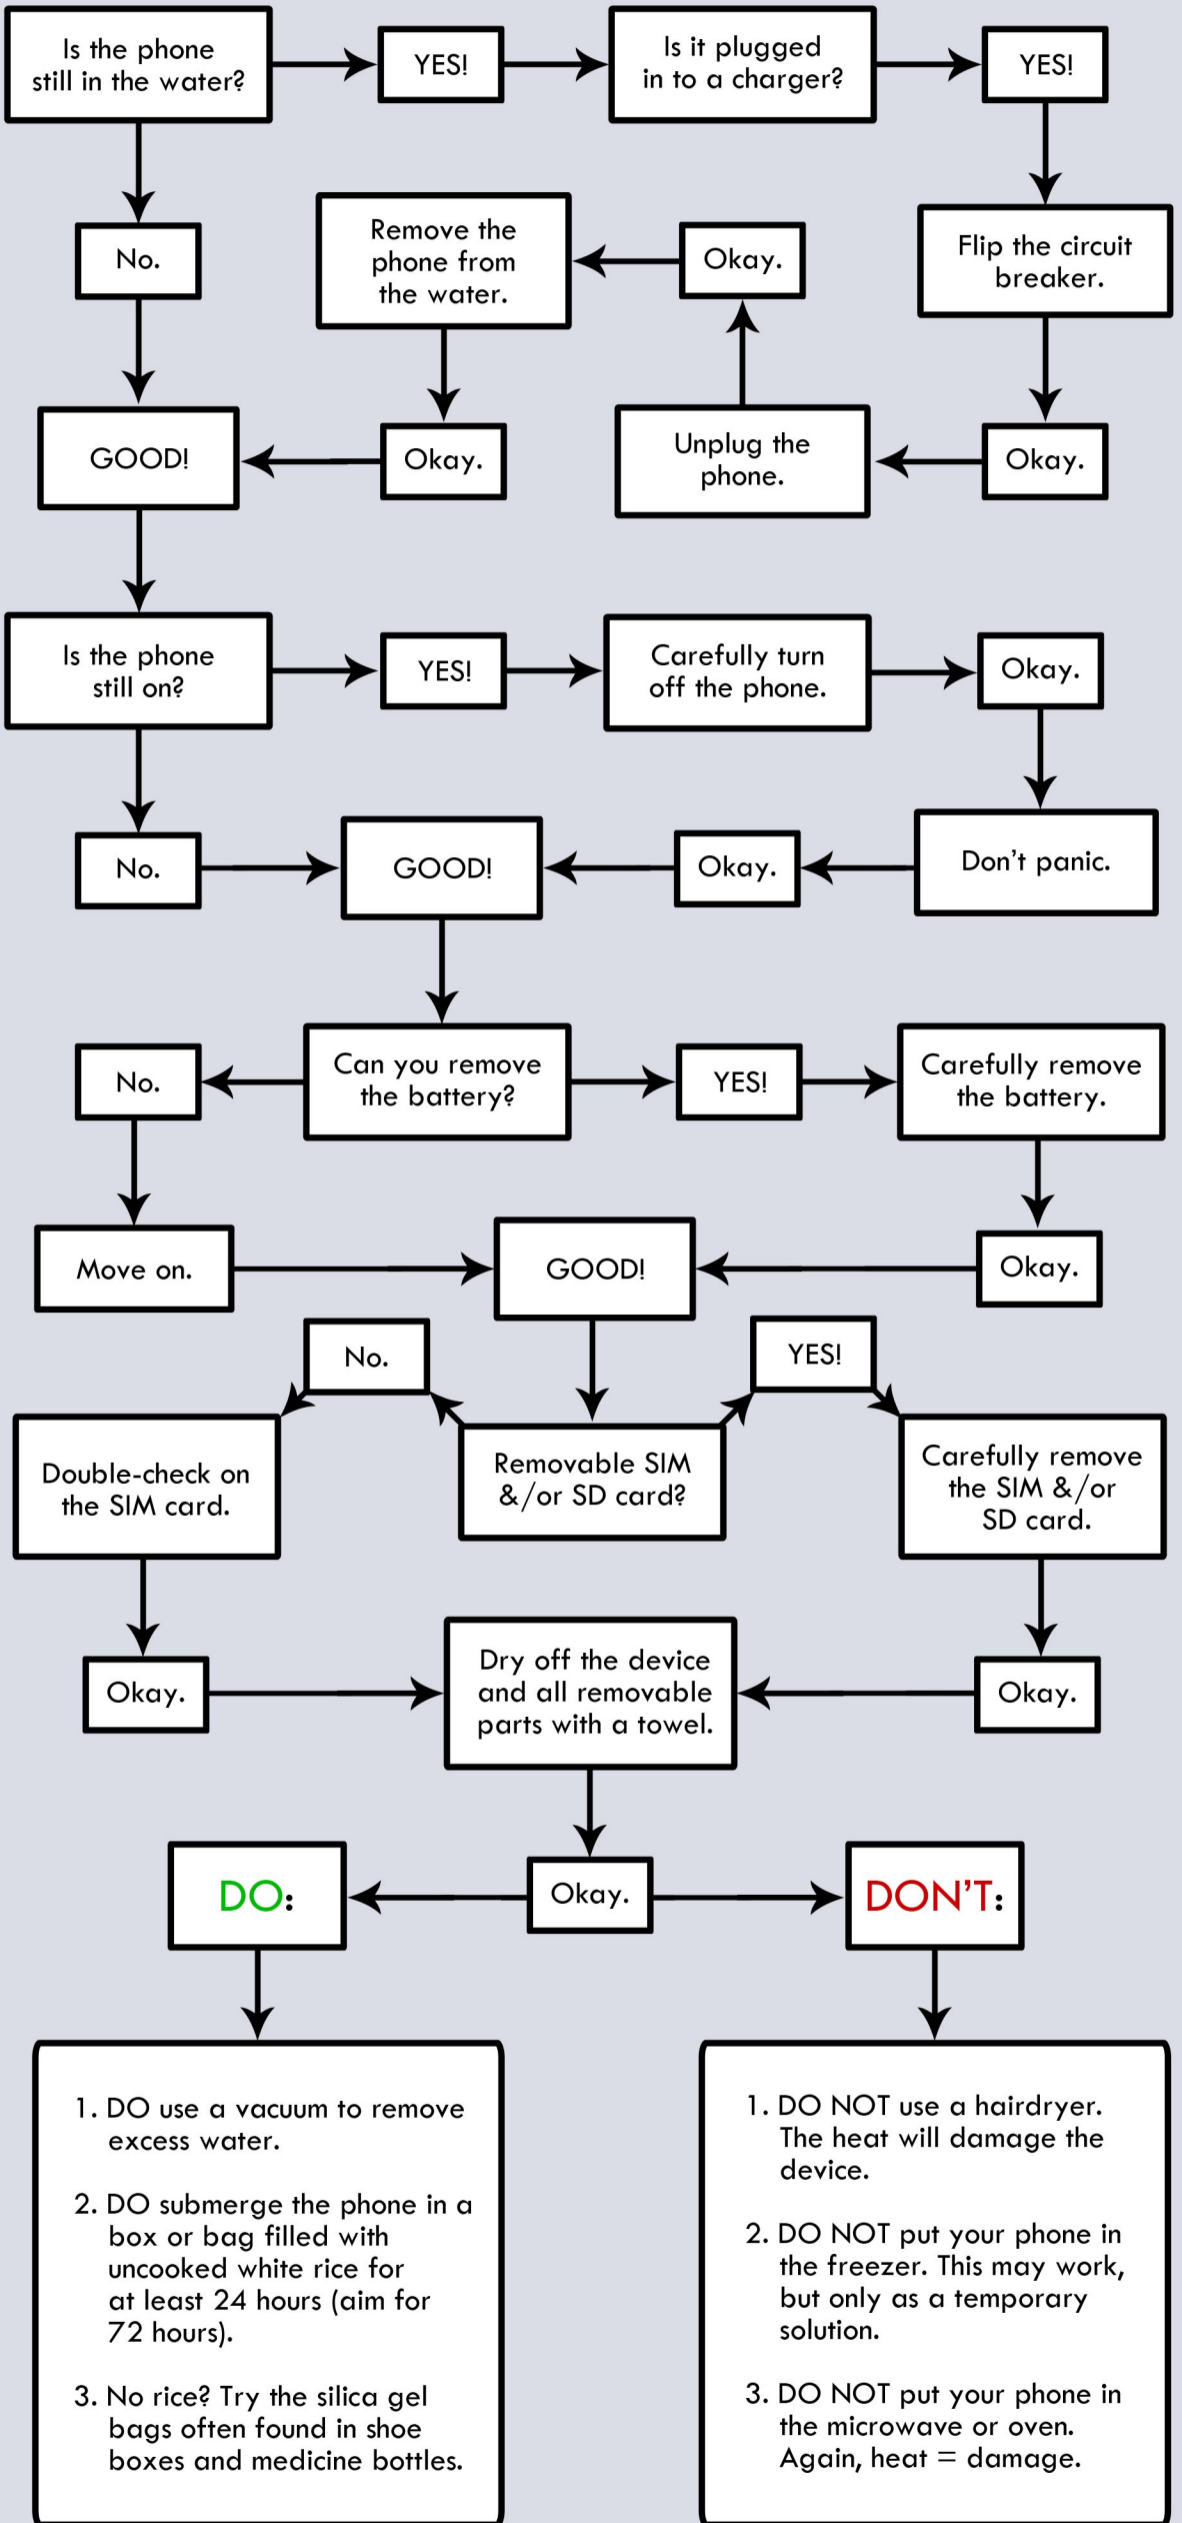 Is the phone
still in the water?
YES!
Is it plugged
in to a charger?
YES!
No.
Remove the
phone from
the water.
Okay.
Flip the circuit
breaker.
GOOD!
Okay.
Unplug the
phone.
Okay.
Is the phone
still on?
YES!
Carefully turn
off the phone.
Okay.
No.
GOOD!
Okay.
Don't panic.
No.
Can you remove
the battery?
YES!
Carefully remove
the battery.
Move on.
GOOD!
Okay.
No.
YES!
Double-check on
the SIM card.
Removable SIM
&/or SD card?
Carefully remove
the SIM &/or
SD card.
Okay.
Dry off the device
and all removable
parts with a towel.
Okay.
DO:
Okay.
DON'T:
1. DO use a vacuum to remove
excess water.
2. DO submerge the phone in a
box or bag filled with
uncooked white rice for
at least 24 hours (aim for
72 hours).
3. No rice? Try the silica gel
bags often found in shoe
boxes and medicine bottles.
1. DO NOT use a hairdryer.
The heat will damage the
device.
2. DO NOT put your phone in
the freezer. This may work,
but only as a temporary
solution.
3. DO NOT put your phone in
the microwave or oven.
Again, heat = damage.